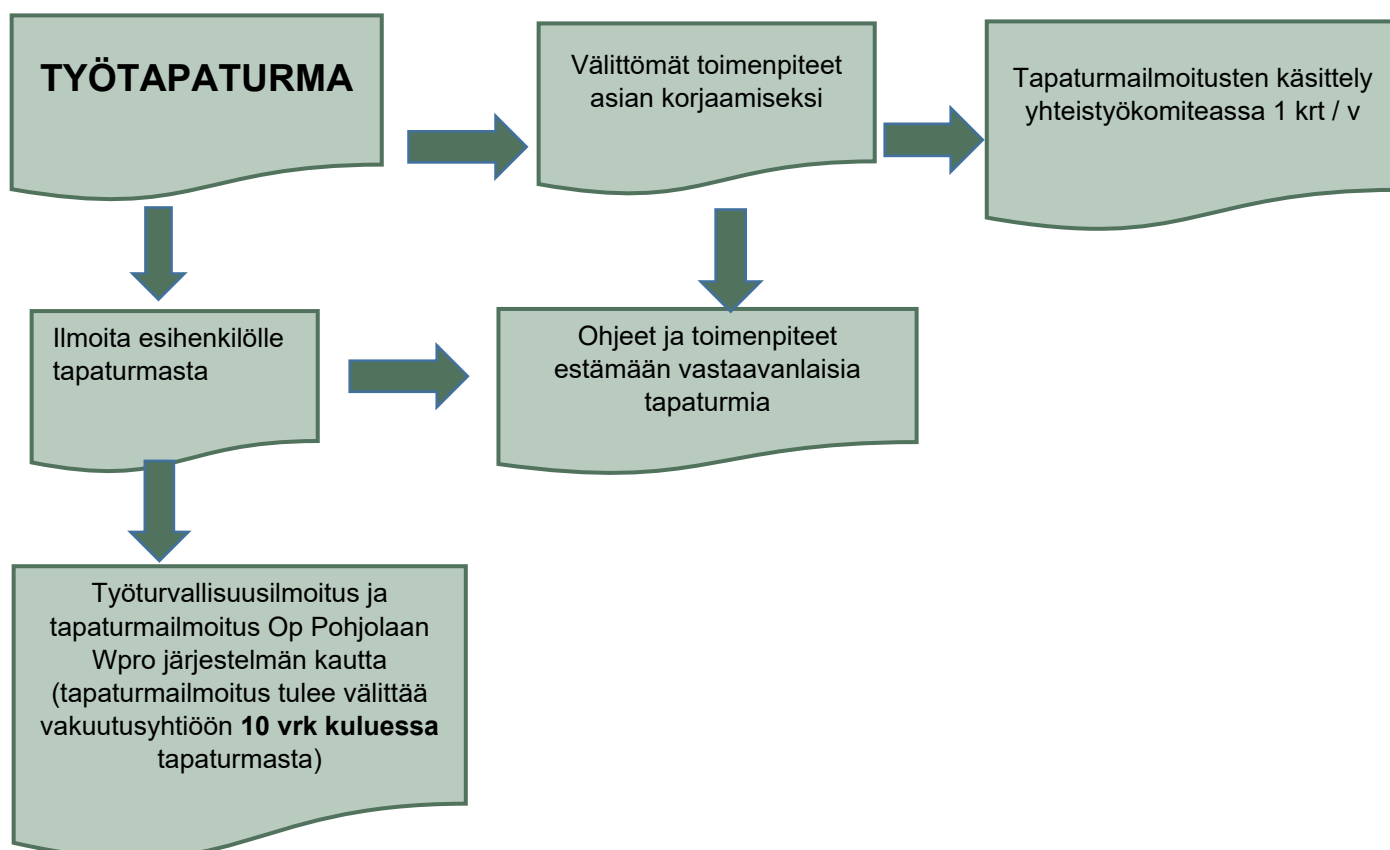 TYÖTAPATURMA
Välittömät toimenpiteet
asian korjaamiseksi
Tapaturmailmoitusten käsittely
yhteistyökomiteassa 1 krt / v
Ilmoita esihenkilölle
tapaturmasta
Ohjeet ja toimenpiteet
estämään vastaavanlaisia
tapaturmia
Työturvallisuusilmoitus ja
tapaturmailmoitus Op Pohjolaan
Wpro järjestelmän kautta
(tapaturmailmoitus tulee välittää
vakuutusyhtiöön 10 vrk kuluessa
tapaturmasta)